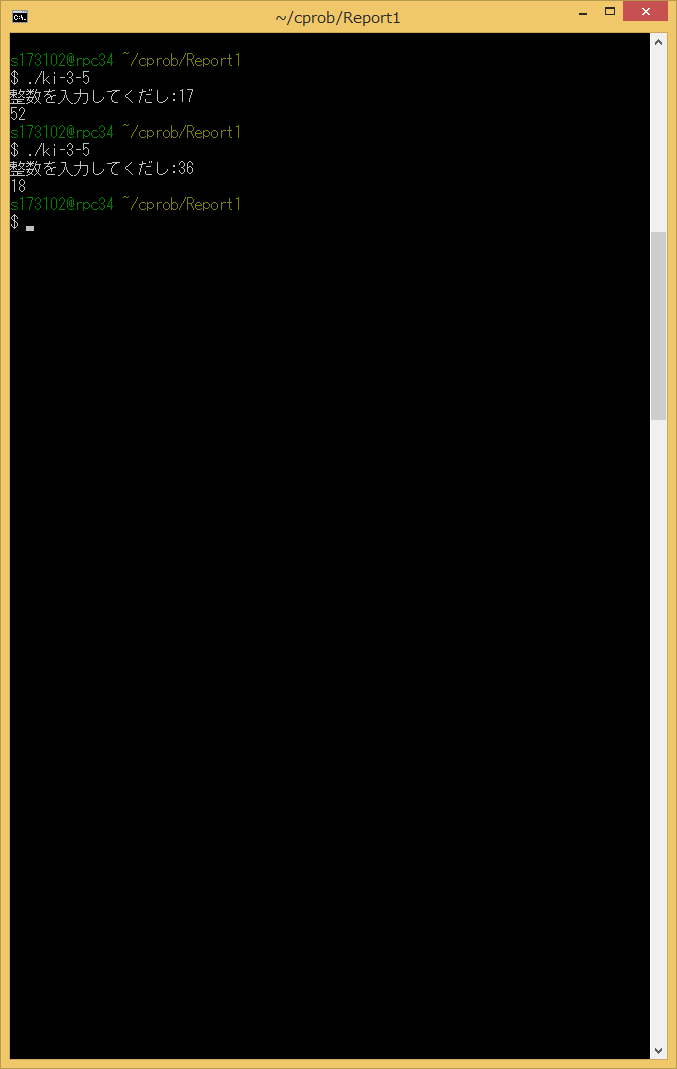 ~/cprob/Report1
s173102@rpc34 ~/cprob/Report1
$ ./ki-3-5
整数を入力してくだし:17
52
s173102@rpc34 ~/cprob/Report1
$ ./ki-3-5
整数を入力してくだし:36
18
s173102@rpc34 ~/cprob/Report1
$